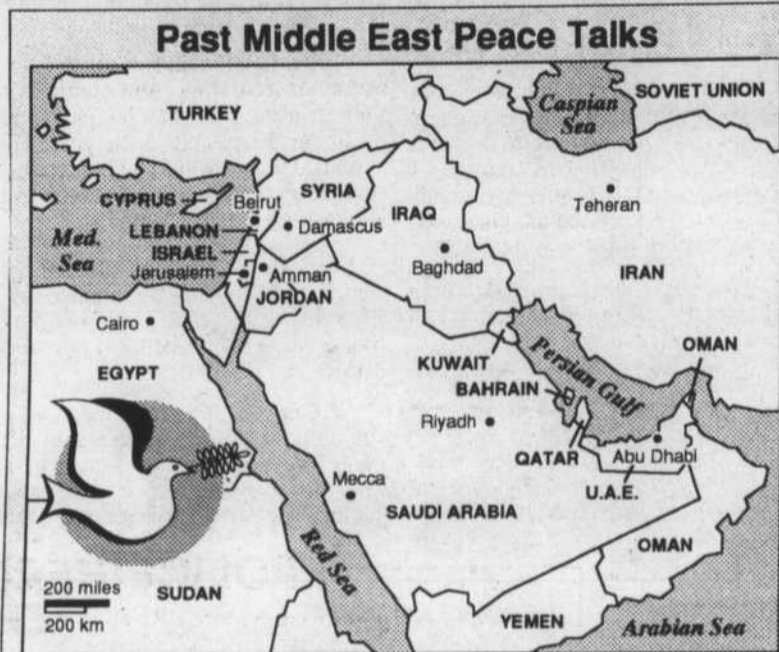 Past Middle East Peace Talks
SOVIET UNION
Caspian
Sea
TURKEY
CYPRUS
Beirut
SYRIA
Teheran
LEBANON
Damascus
IRAQ
Med.
Sea
ISRAEL
Jerusalem
Amman
Baghdad
IRAN
JORDAN
Cairo
KUWAIT
Persian Gulf
OMAN
EGYPT
BAHRAIN
Riyadh
QATAR
Abu Dhabi
Mecca
U.A.E.
SAUDI ARABIA
Red Sea
OMAN
200 miles
200 km
SUDAN
YEMEN
Arabian Sea